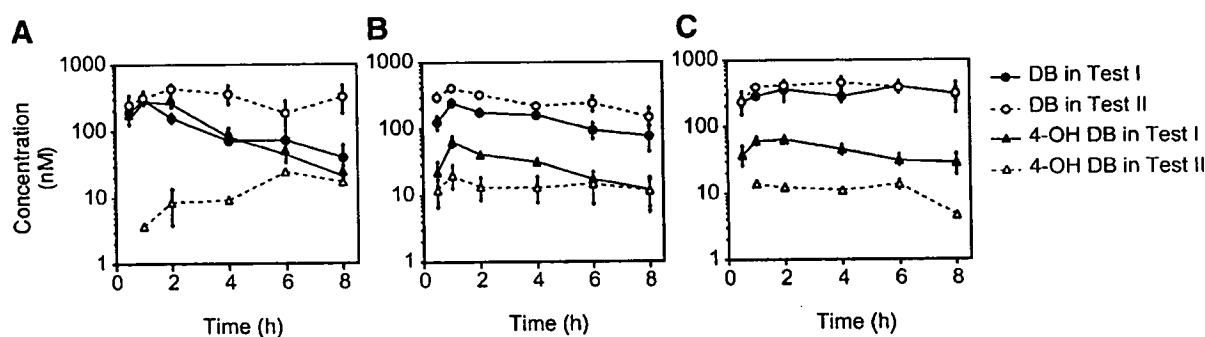 A
B
C
Concentration
(nM)
1000
100
10
1
0
2
4
6
8
Time (h)
1000
100
10
1
0
2
4
6
8
Time (h)
1000
100
10
1
0
2
4
6
8
Time (h)
DB in Test I
DB in Test II
4-OH DB in Test I
4-OH DB in Test II